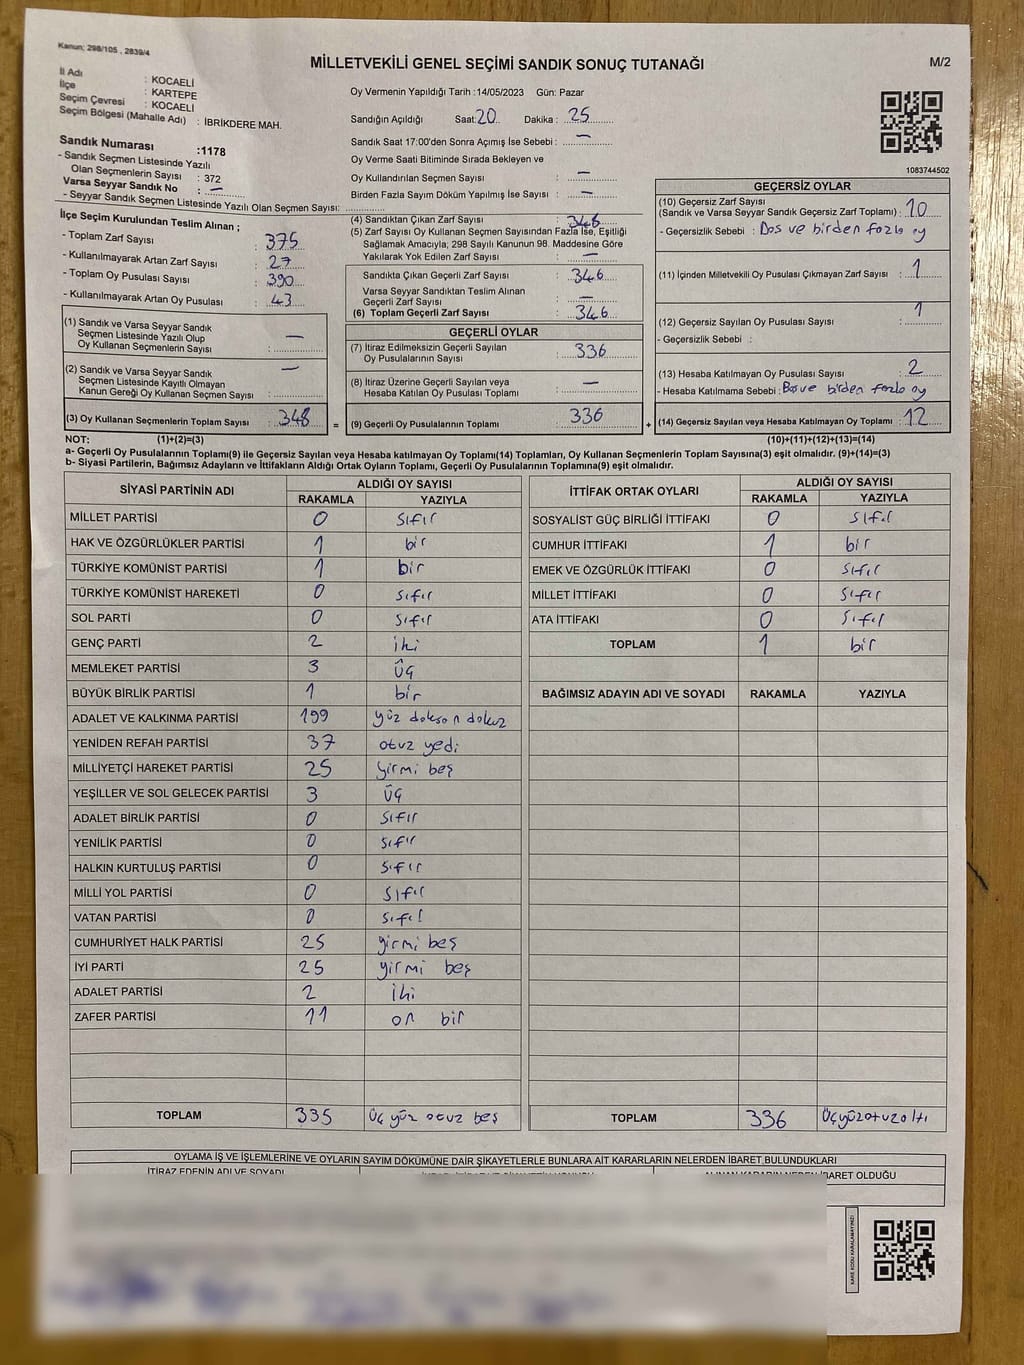 Kanun; 298/105 , 2839/4
MİLLETVEKİLİ GENEL SEÇİMİ SANDIK SONUÇ TUTANAĞI
M/2
İl Adı : KOCAELİ
İlçe : KARTEPE
Seçim Çevresi : KOCAELİ
Seçim Bölgesi (Mahalle Adı) : İBRİKDERE MAH.
Sandık Numarası :1178
- Sandık Seçmen Listesinde Yazılı
Olan Seçmenlerin Sayısı : 372
Varsa Seyyar Sandık No : —
- Seyyar Sandık Seçmen Listesinde Yazılı Olan Seçmen Sayısı:
Oy Vermenin Yapıldığı Tarih :14/05/2023 Gün: Pazar
Sandığın Açıldığı Saat: 20 Dakika : 25
Sandık Saat 17:00'den Sonra Açımış İse Sebebi : —
Oy Verme Saati Bitiminde Sırada Bekleyen ve
Oy Kullandırılan Seçmen Sayısı : —
Birden Fazla Sayım Döküm Yapılmış İse Sayısı : —
1083744502
İlçe Seçim Kurulundan Teslim Alınan ;
- Toplam Zarf Sayısı : 375
- Kullanılmayarak Artan Zarf Sayısı : 27
- Toplam Oy Pusulası Sayısı : 390
- Kullanılmayarak Artan Oy Pusulası : 43
(1) Sandık ve Varsa Seyyar Sandık
Seçmen Listesinde Yazılı Olup
Oy Kullanan Seçmenlerin Sayısı : —
(2) Sandık ve Varsa Seyyar Sandık
Seçmen Listesinde Kayıtlı Olmayan
Kanun Gereği Oy Kullanan Seçmen Sayısı : —
(3) Oy Kullanan Seçmenlerin Toplam Sayısı : 348 =
(4) Sandıktan Çıkan Zarf Sayısı : 346
(5) Zarf Sayısı Oy Kullanan Seçmen Sayısından Fazla İse, Eşitliği
Sağlamak Amacıyla; 298 Sayılı Kanunun 98. Maddesine Göre
Yakılarak Yok Edilen Zarf Sayısı : —
Sandıkta Çıkan Geçerli Zarf Sayısı : 346
Varsa Seyyar Sandıktan Teslim Alınan
Geçerli Zarf Sayısı : —
(6) Toplam Geçerli Zarf Sayısı : 346
GEÇERLİ OYLAR
(7) İtiraz Edilmeksizin Geçerli Sayılan
Oy Pusulalarının Sayısı : 336
(8) İtiraz Üzerine Geçerli Sayılan veya
Hesaba Katılan Oy Pusulası Toplamı : —
(9) Geçerli Oy Pusulalarının Toplamı : 336 +
GEÇERSİZ OYLAR
(10) Geçersiz Zarf Sayısı
(Sandık ve Varsa Seyyar Sandık Geçersiz Zarf Toplamı) : 10
- Geçersizlik Sebebi : Bos ve birden fazla oy
(11) İçinden Milletvekili Oy Pusulası Çıkmayan Zarf Sayısı : 1
(12) Geçersiz Sayılan Oy Pusulası Sayısı : 1
- Geçersizlik Sebebi :
(13) Hesaba Katılmayan Oy Pusulası Sayısı : 2
- Hesaba Katılmama Sebebi : ve birden fazla oy
(14) Geçersiz Sayılan veya Hesaba Katılmayan Oy Toplamı : 12
NOT: (1)+(2)=(3) (10)+(11)+(12)+(13)=(14)
a- Geçerli Oy Pusulalarının Toplamı(9) ile Geçersiz Sayılan veya Hesaba katılmayan Oy Toplamı(14) Toplamları, Oy Kullanan Seçmenlerin Toplam Sayısına(3) eşit olmalıdır. (9)+(14)=(3)
b- Siyasi Partilerin, Bağımsız Adayların ve İttifakların Aldığı Ortak Oyların Toplamı, Geçerli Oy Pusulalarının Toplamına(9) eşit olmalıdır.
SİYASİ PARTİNİN ADI ALDIĞI OY SAYISI
RAKAMLA YAZIYLA
MİLLET PARTİSİ 0 sıfır
HAK VE ÖZGÜRLÜKLER PARTİSİ 1 bir
TÜRKİYE KOMÜNİST PARTİSİ 1 bir
TÜRKİYE KOMÜNİST HAREKETİ 0 sıfır
SOL PARTİ 0 sıfır
GENÇ PARTİ 2 iki
MEMLEKET PARTİSİ 3 üç
BÜYÜK BİRLİK PARTİSİ 1 bir
ADALET VE KALKINMA PARTİSİ 199 yüz doksan dokuz
YENİDEN REFAH PARTİSİ 37 otuz yedi
MİLLİYETÇİ HAREKET PARTİSİ 25 yirmi beş
YEŞİLLER VE SOL GELECEK PARTİSİ 3 üç
ADALET BİRLİK PARTİSİ 0 sıfır
YENİLİK PARTİSİ 0 sıfır
HALKIN KURTULUŞ PARTİSİ 0 sıfır
MİLLİ YOL PARTİSİ 0 sıfır
VATAN PARTİSİ 0 sıfır
CUMHURİYET HALK PARTİSİ 25 yirmi beş
İYİ PARTİ 25 yirmi beş
ADALET PARTİSİ 2 iki
ZAFER PARTİSİ 11 on bir
TOPLAM 335 üç yüz otuz beş
İTTİFAK ORTAK OYLARI ALDIĞI OY SAYISI
RAKAMLA YAZIYLA
SOSYALİST GÜÇ BİRLİĞİ İTTİFAKI 0 sıfır
CUMHUR İTTİFAKI 1 bir
EMEK VE ÖZGÜRLÜK İTTİFAKI 0 sıfır
MİLLET İTTİFAKI 0 sıfır
ATA İTTİFAKI 0 sıfır
TOPLAM 1 bir
BAĞIMSIZ ADAYIN ADI VE SOYADI RAKAMLA YAZIYLA
TOPLAM 336 üçyüzotuzaltı
OYLAMA İŞ VE İŞLEMLERİNE VE OYLARIN SAYIM DÖKÜMÜNE DAİR ŞİKAYETLERLE BUNLARA AİT KARARLARIN NELERDEN İBARET BULUNDUKLARI
İTİRAZ EDENİN ADI VE SOYADI
ALINAN KARARIN NEDEN İBARET OLDUĞU
KARE KODU KARALAMAYINIZ!